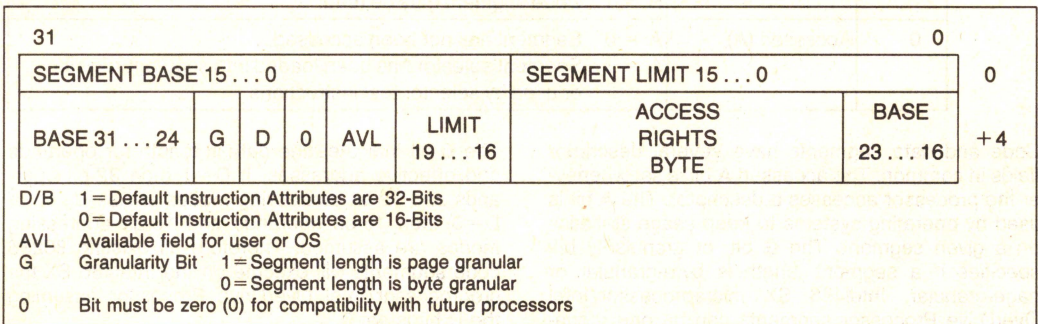 31 0
SEGMENT BASE 15 . . . 0 SEGMENT LIMIT 15 . . . 0 0
BASE 31 . . . 24 G D 0 AVL LIMIT 19 . . . 16 ACCESS RIGHTS BYTE BASE 23 . . . 16 +4
D/B 1 = Default Instruction Attributes are 32-Bits
0 = Default Instruction Attributes are 16-Bits
AVL Available field for user or OS
G Granularity Bit 1 = Segment length is page granular
0 = Segment length is byte granular
0 Bit must be zero (0) for compatibility with future processors